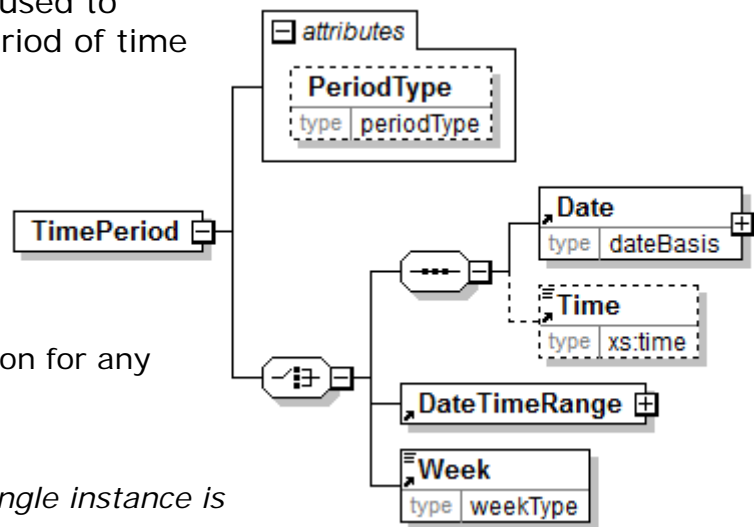 used to
riod of time
attributes
PeriodType
type periodType
TimePeriod
Date
type dateBasis
Time
type xs:time
on for any
DateTimeRange
Week
type weekType
ngle instance is